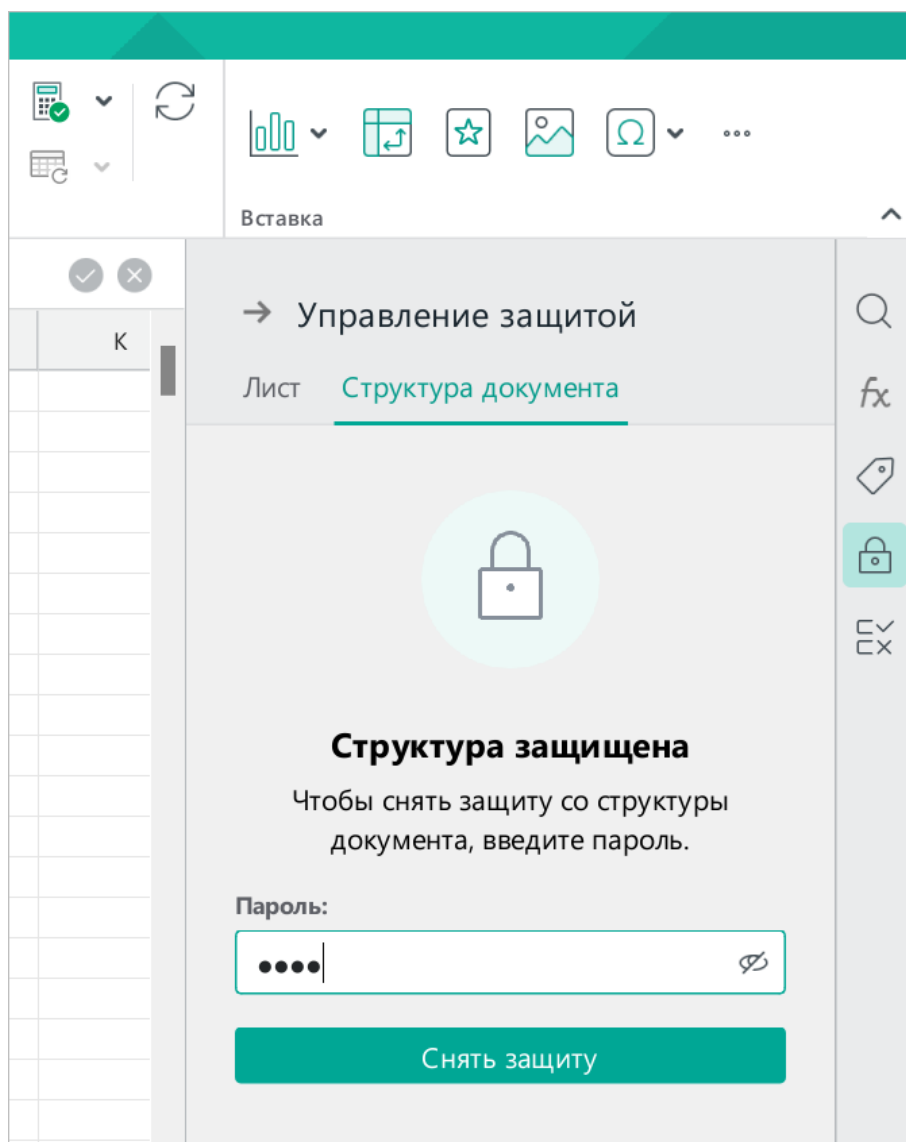 Вставка
K
Управление защитой
Лист Структура документа
fx
Структура защищена
Чтобы снять защиту со структуры
документа, введите пароль.
Пароль:
••••
Снять защиту